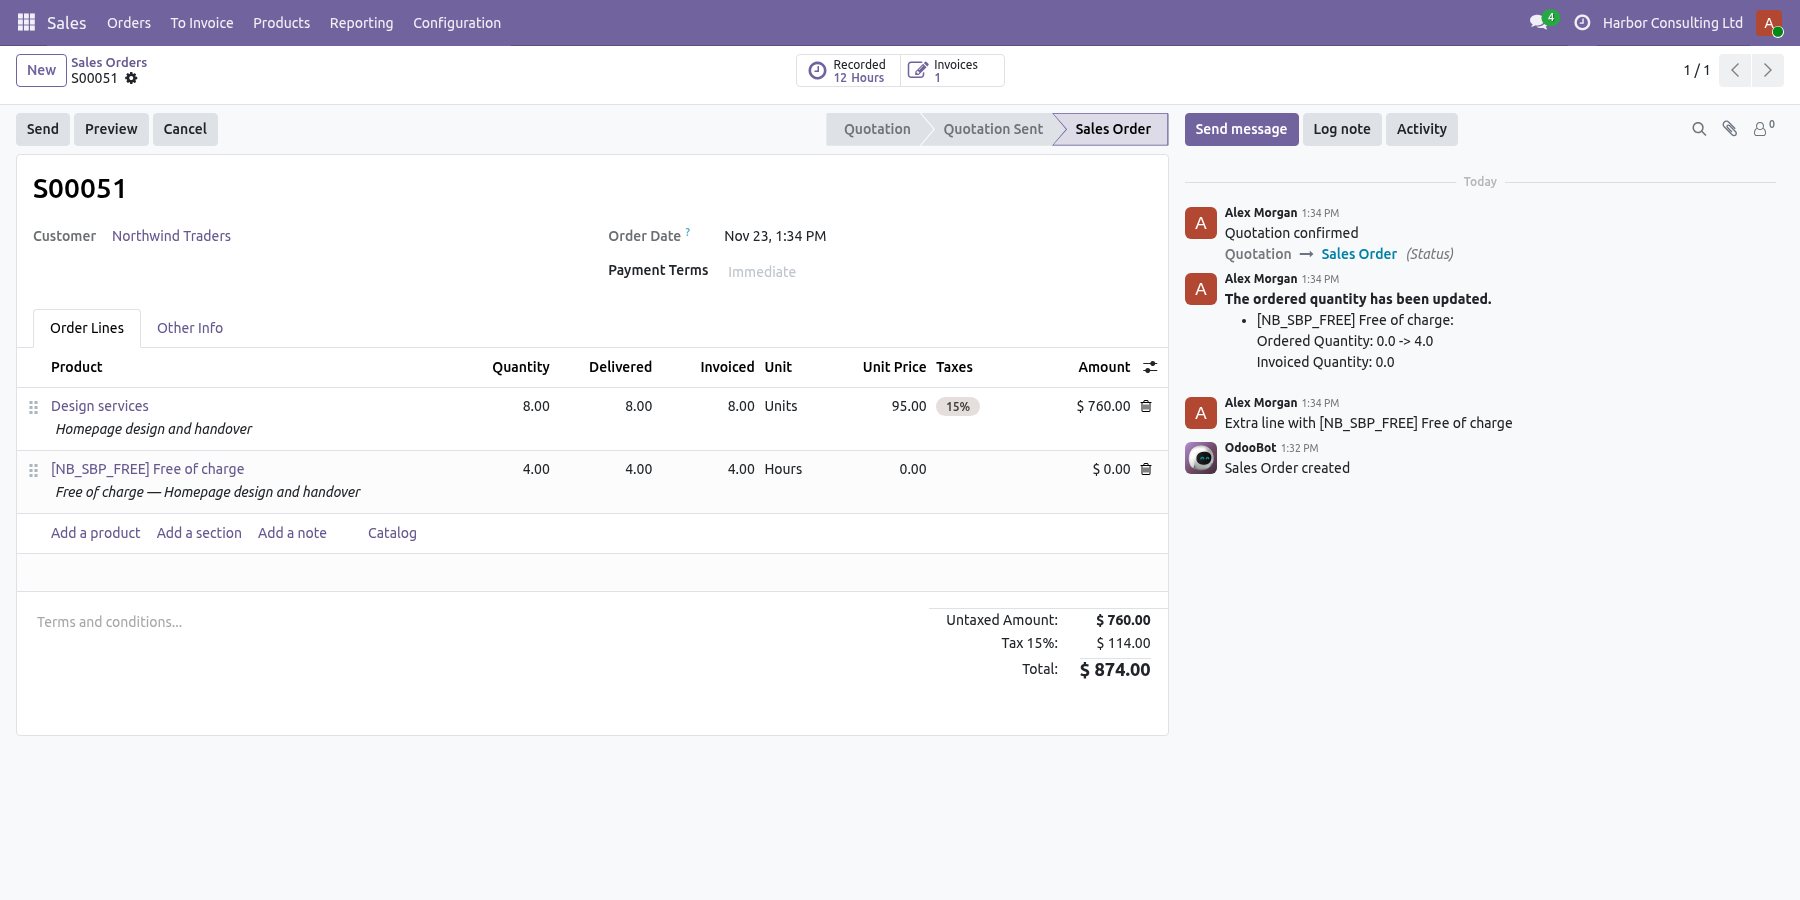 Sales Orders To Invoice Products Reporting Configuration 4 Harbor Consulting Ltd A
New
Sales Orders
S00051
Recorded
12 Hours
Invoices
1
1 / 1
Send Preview Cancel
Quotation Quotation Sent Sales Order
Send message Log note Activity 0
S00051
Customer Northwind Traders
Order Date ? Nov 23, 1:34 PM
Payment Terms Immediate
Order Lines Other Info
Product Quantity Delivered Invoiced Unit Unit Price Taxes Amount
Design services 8.00 8.00 8.00 Units 95.00 15% $ 760.00
Homepage design and handover
[NB_SBP_FREE] Free of charge 4.00 4.00 4.00 Hours 0.00 $ 0.00
Free of charge — Homepage design and handover
Add a product Add a section Add a note Catalog
Terms and conditions...
Untaxed Amount: $ 760.00
Tax 15%: $ 114.00
Total: $ 874.00
Today
A
Alex Morgan 1:34 PM
Quotation confirmed
Quotation → Sales Order (Status)
A
Alex Morgan 1:34 PM
The ordered quantity has been updated.
• [NB_SBP_FREE] Free of charge:
Ordered Quantity: 0.0 -> 4.0
Invoiced Quantity: 0.0
A
Alex Morgan 1:34 PM
Extra line with [NB_SBP_FREE] Free of charge
OdooBot 1:32 PM
Sales Order created